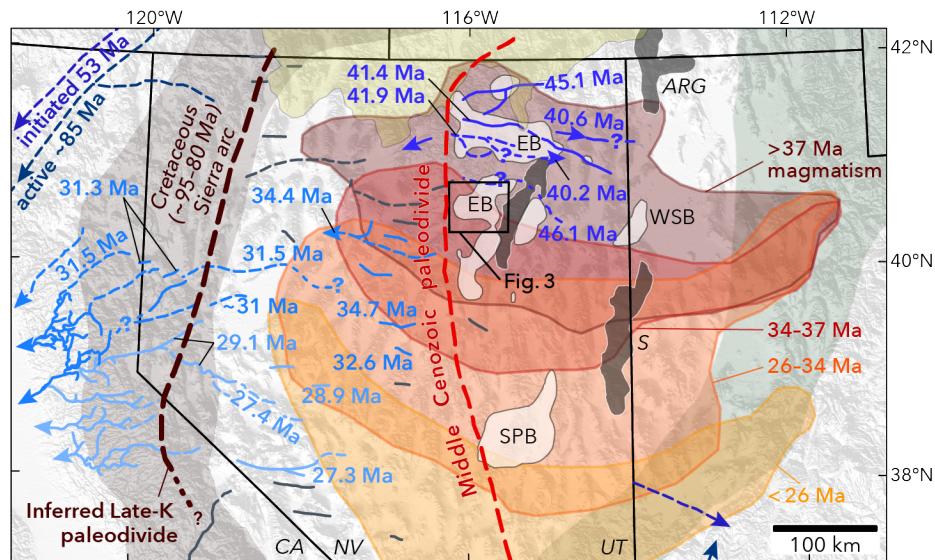 120°W
116°W
112°W
42°N
initiated 53 Ma
active ~85 Ma
Cretaceous
(~95-80 Ma)
Sierra arc
41.4 Ma
41.9 Ma
45.1 Ma
40.6 Ma
ARG
?
EB
?
>37 Ma
magmatism
31.3 Ma
34.4 Ma
?
40.2 Ma
EB
WSB
46.1 Ma
31.5 Ma
31.5 Ma
40°N
Fig. 3
?
~31 Ma
34.7 Ma
?
29.1 Ma
34–37 Ma
S
32.6 Ma
26-34 Ma
Middle Cenozoic paleodivide
28.9 Ma
~27.4 Ma
SPB
27.3 Ma
38°N
<26 Ma
Inferred Late-K
paleodivide
?
CA
NV
UT
100 km